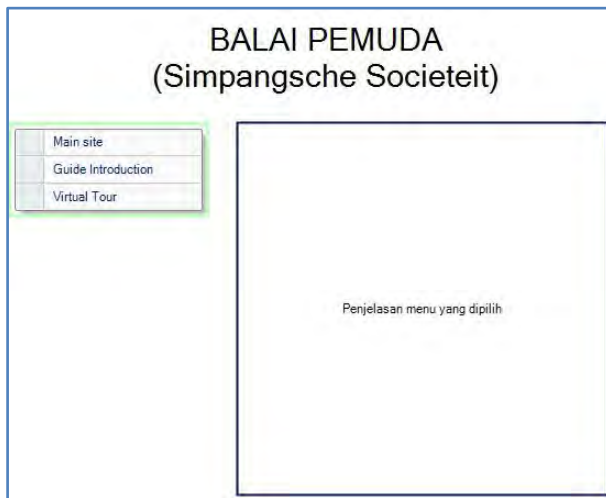 BALAI PEMUDA
(Simpangsche Societeit)
Main site
Guide Introduction
Virtual Tour
Penjelasan menu yang dipilih